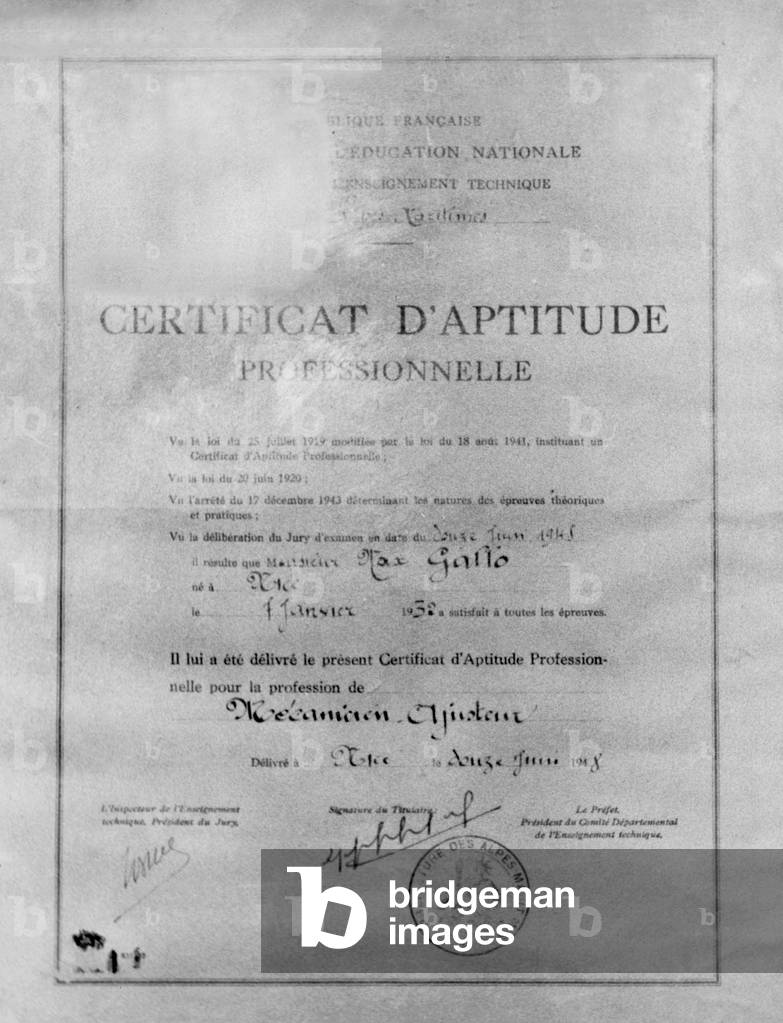 BLIQUE FRANÇAISE
L'ÉDUCATION NATIONALE
L'ENSEIGNEMENT TECHNIQUE
Alpes-Maritimes
CERTIFICAT D'APTITUDE
PROFESSIONNELLE
Vu la loi du 25 juillet 1919 modifiée par le loi du 18 août 1941, instituant un
Certificat d'Aptitude Professionnelle ;
Vu la loi du 20 juin 1920 ;
Vu l'arrêté du 17 décembre 1943 déterminant les natures des épreuves théoriques
et pratiques ;
Vu la délibération du Jury d'examen en date du douze Juin 1948
il résulte que Monsieur Max Gallo
né à Nice
le 7 Janvier 1932 a satisfait à toutes les épreuves.
Il lui a été délivré le présent Certificat d'Aptitude Profession-
nelle pour la profession de
Mécanicien-Ajusteur
Délivré à Nice le douze Juin 1948
L'Inspecteur de l'Enseignement
technique, Président du Jury,
Signature du Titulaire :
Le Préfet,
Président du Comité Départemental
de l'Enseignement technique,
TURE DES ALPES M
bridgeman
images